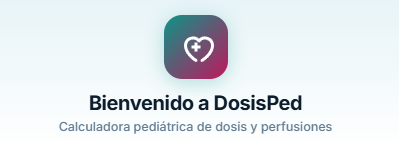 Bienvenido a DosisPed
Calculadora pediátrica de dosis y perfusiones